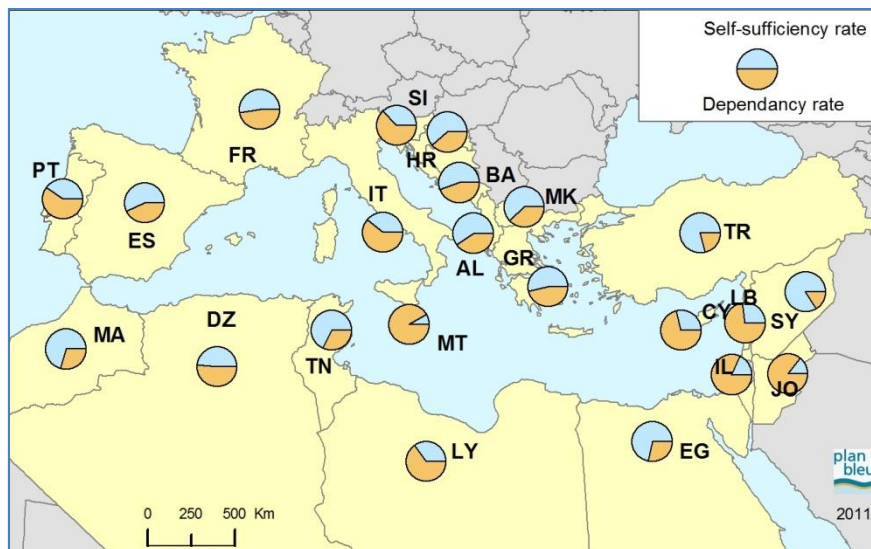 Self-sufficiency rate
Dependancy rate
SI
FR
HR
PT
BA
IT
MK
ES
TR
GR
AL
LB
CY
SY
DZ
MA
MT
TN
IL
JO
LY
EG
0 250 500 Km
plan
bleu
2011